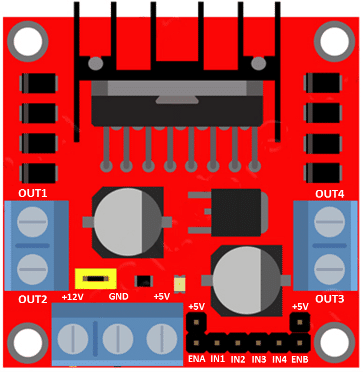 OUT1 OUT4
OUT2 +12V GND +5V OUT3
+5V +5V
ENA IN1 IN2 IN3 IN4 ENB